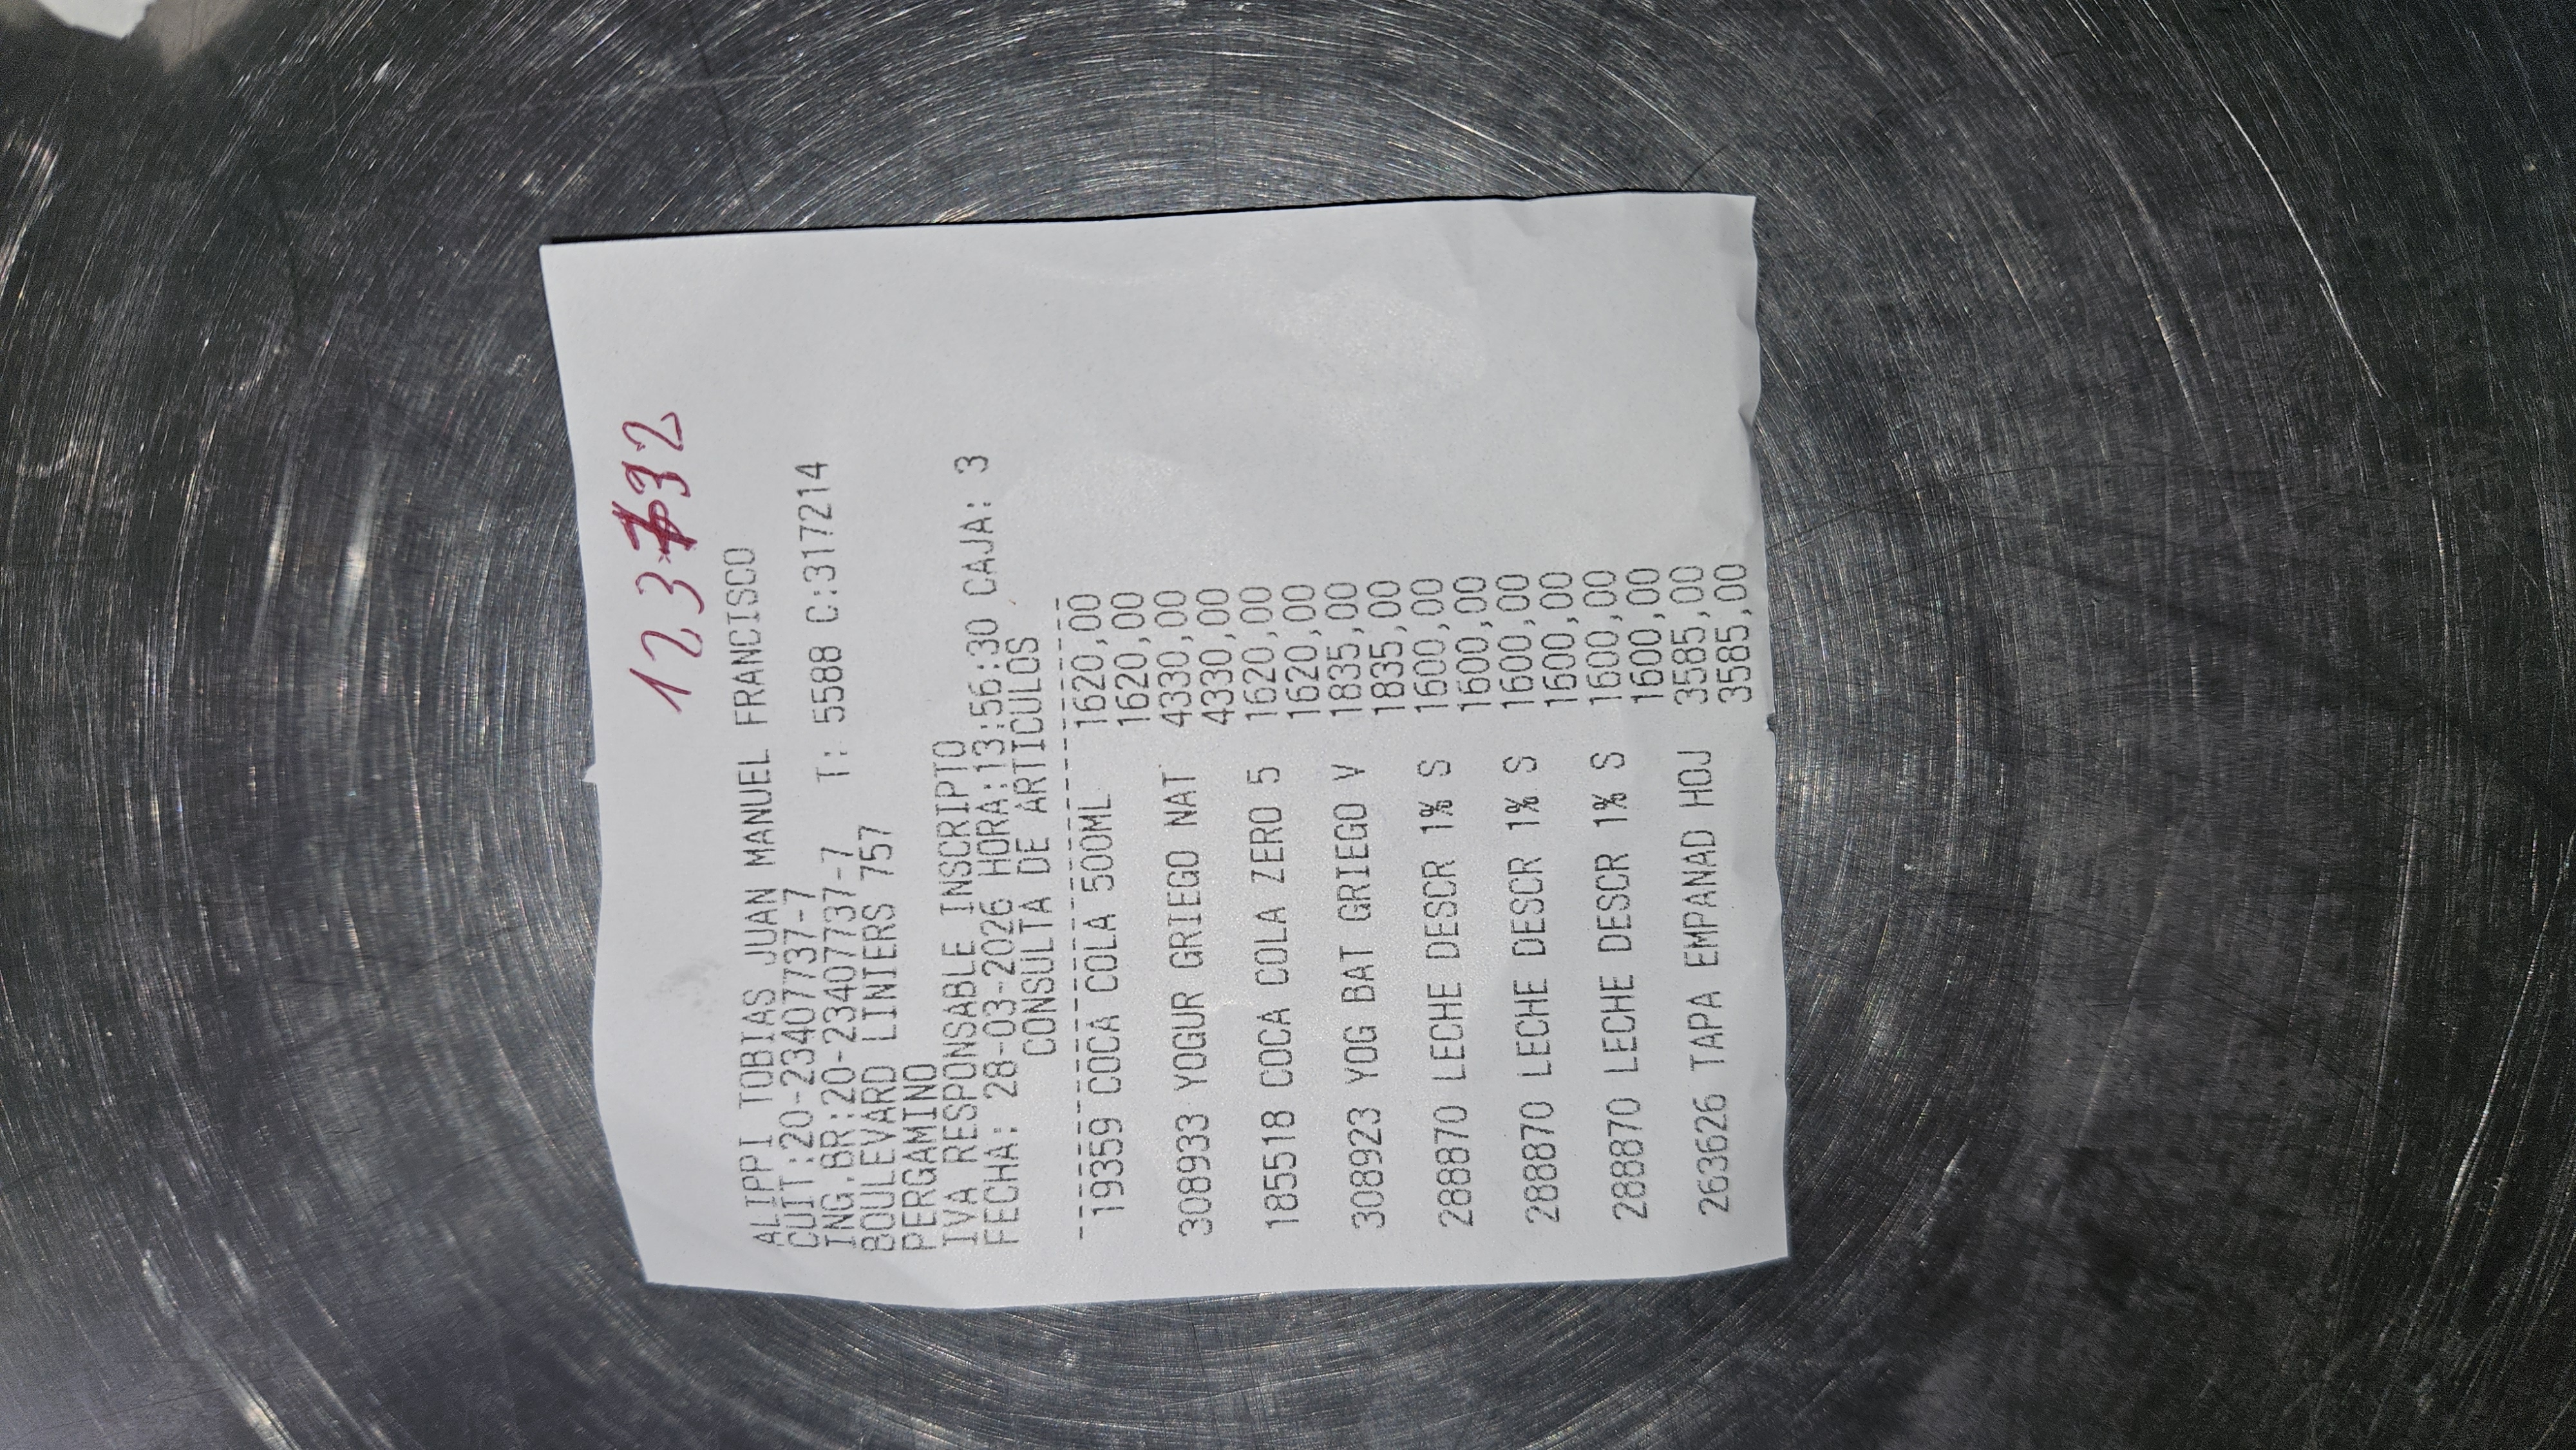 ALIPPI TOBIAS JUAN MANUEL FRANCISCO
CUIT:20-23407737-7
ING.BR:20-23407737-7
T: 5588 C:317214
BOULEVARD LINIERS 757
PERGAMINO
IVA RESPONSABLE INSCRIPTO
FECHA: 28-03-2026 HORA:13:56:30 CAJA: 3
CONSULTA DE ARTICULOS
19359 COCA COLA 500ML 1620,00
1620,00
308933 YOGUR GRIEGO NAT 4330,00
4330,00
185518 COCA COLA ZERO 5 1620,00
1620,00
308923 YOG BAT GRIEGO V 1835,00
1835,00
288870 LECHE DESCR 1% S 1600,00
1600,00
288870 LECHE DESCR 1% S 1600,00
1600,00
288870 LECHE DESCR 1% S 1600,00
1600,00
263626 TAPA EMPANAD HOJ 3585,00
3585,00